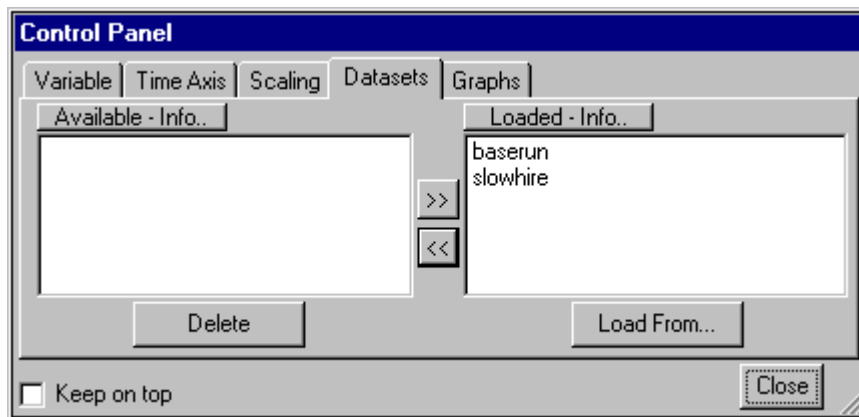 Control Panel
Variable Time Axis Scaling Datasets Graphs
Available - Info.. Loaded - Info..
baserun
slowhire
>>
<<
Delete Load From...
Keep on top Close